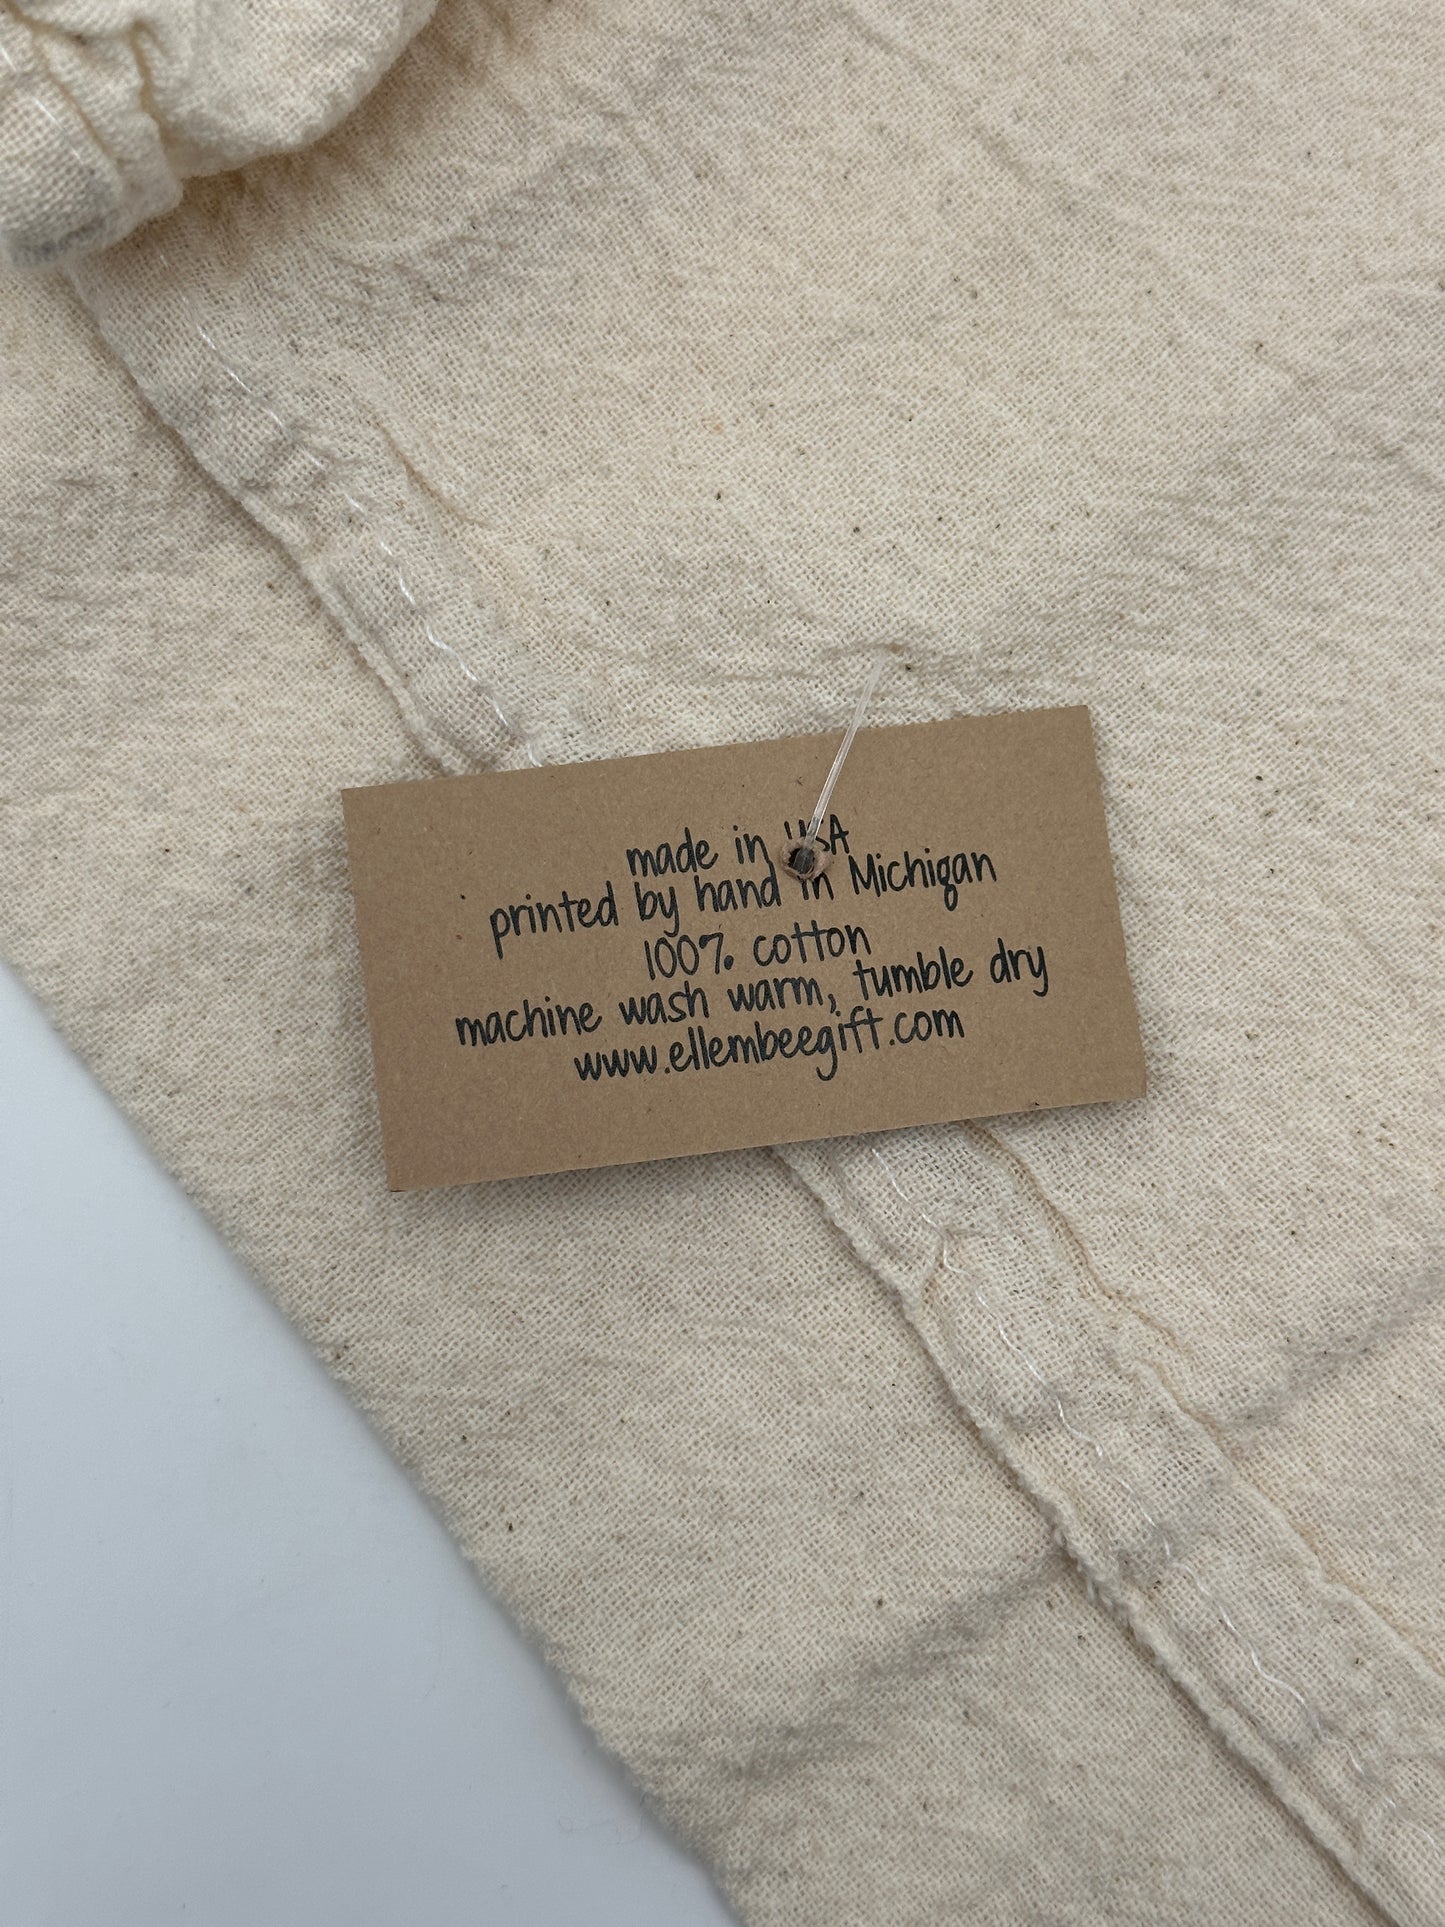 made in USA
printed by hand in Michigan
100% cotton
machine wash warm, tumble dry
www.ellembeegift.com